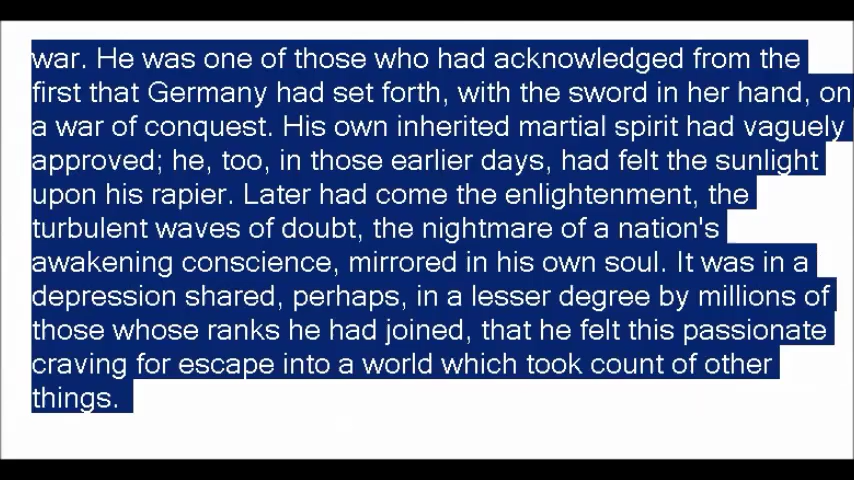 war. He was one of those who had acknowledged from the
first that Germany had set forth, with the sword in her hand, on
a war of conquest. His own inherited martial spirit had vaguely
approved; he, too, in those earlier days, had felt the sunlight
upon his rapier. Later had come the enlightenment, the
turbulent waves of doubt, the nightmare of a nation's
awakening conscience, mirrored in his own soul. It was in a
depression shared, perhaps, in a lesser degree by millions of
those whose ranks he had joined, that he felt this passionate
craving for escape into a world which took count of other
things.